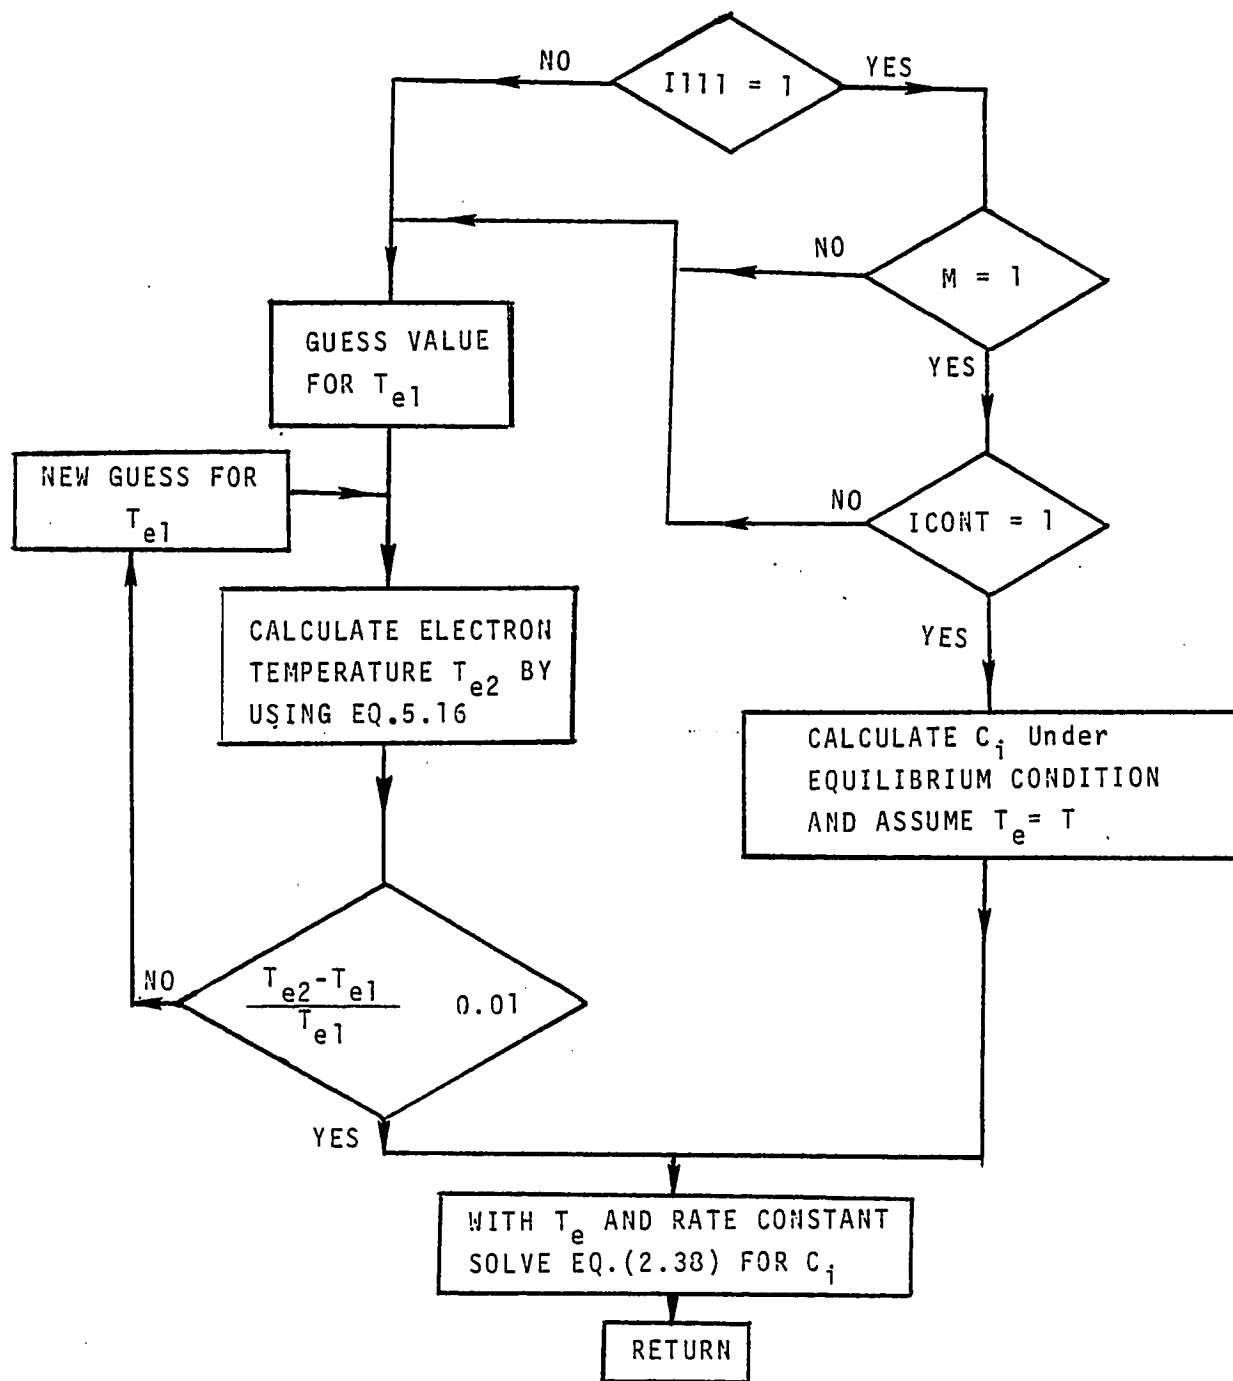 I111 = 1
NO
YES
M = 1
NO
YES
GUESS VALUE
FOR Te1
NEW GUESS FOR
Te1
ICONT = 1
NO
YES
CALCULATE ELECTRON
TEMPERATURE Te2 BY
USING EQ.5.16
CALCULATE Ci Under
EQUILIBRIUM CONDITION
AND ASSUME Te= T
Te2-Te1
Te1
0.01
NO
YES
WITH Te AND RATE CONSTANT
SOLVE EQ.(2.38) FOR Ci
RETURN